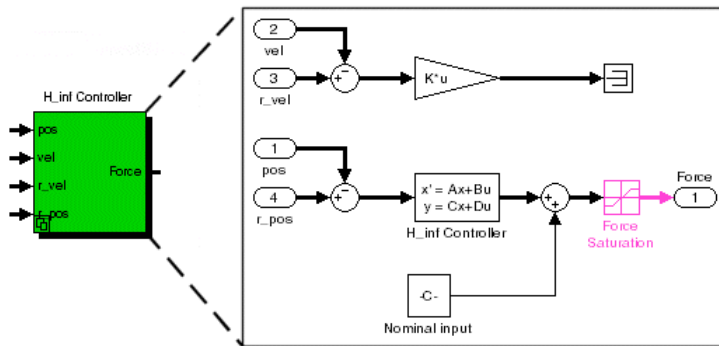 H_inf Controller
pos
vel
r_vel
r_pos
Force
2
vel
3
r_vel
K*u
1
pos
4
r_pos
x' = Ax+Bu
y = Cx+Du
H_inf Controller
-C-
Nominal input
Force
Saturation
Force
1